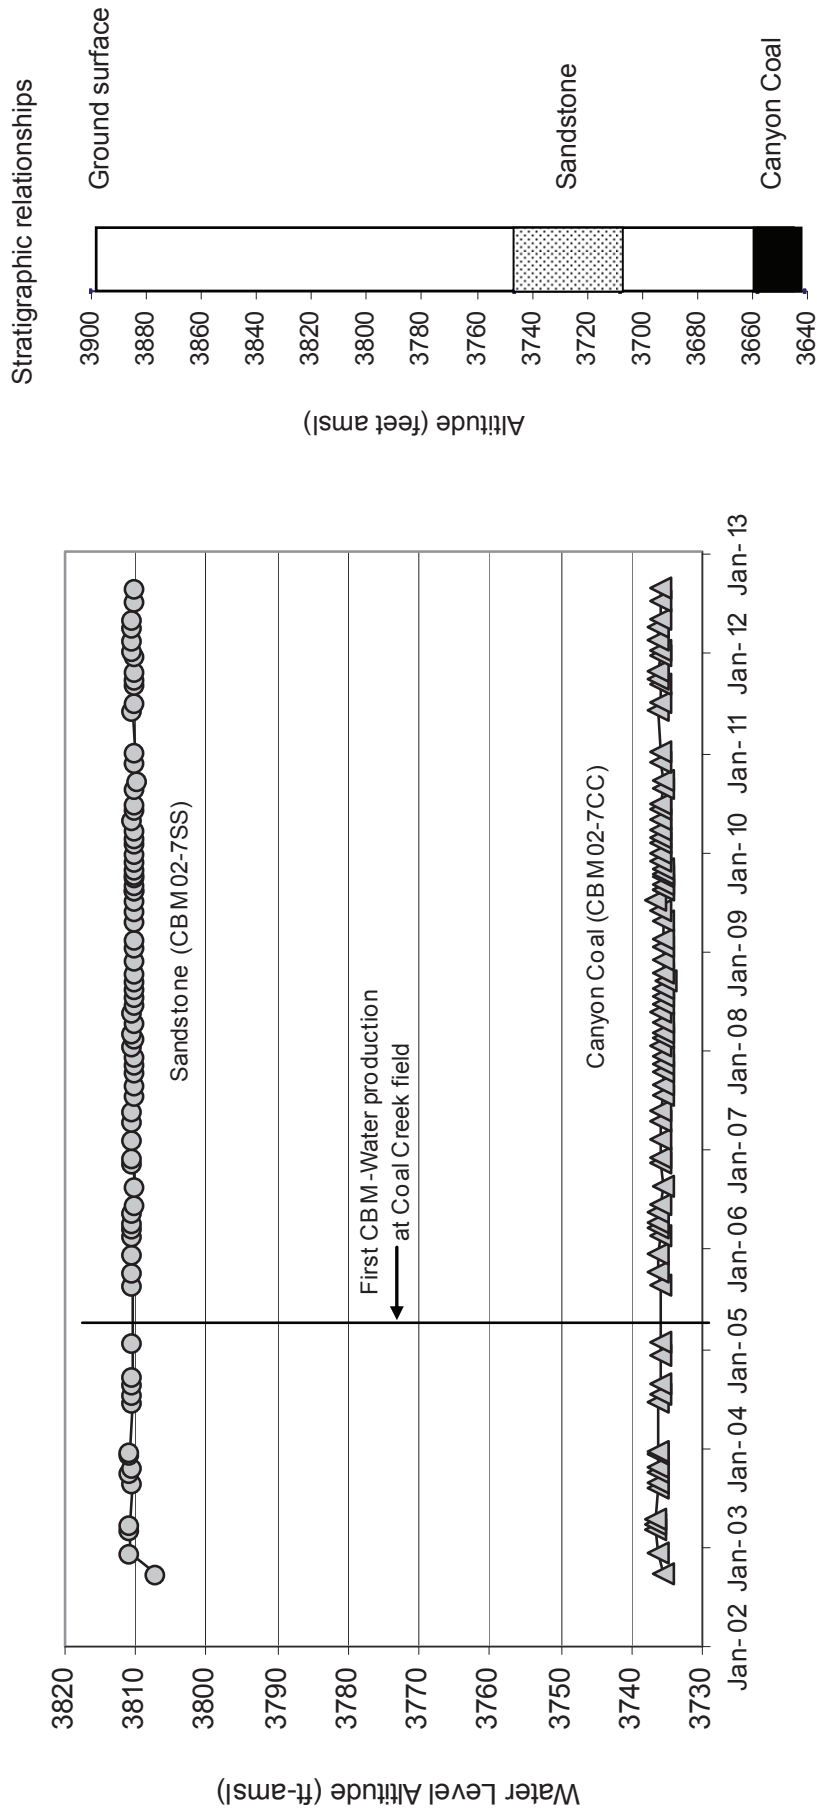 Water Level Altitude (ft-amsl)
3820
3810
3800
3790
3780
3770
3760
3750
3740
3730
Sandstone (CBM02-7SS)
First CBM-Water production
at Coal Creek field
Canyon Coal (CBM02-7CC)
Jan-02 Jan-03 Jan-04 Jan-05 Jan-06 Jan-07 Jan-08 Jan-09 Jan-10 Jan-11 Jan-12 Jan-13
Stratigraphic relationships
Altitude (feet amsl)
3900
3880
3860
3840
3820
3800
3780
3760
3740
3720
3700
3680
3660
3640
Ground surface
Sandstone
Canyon Coal